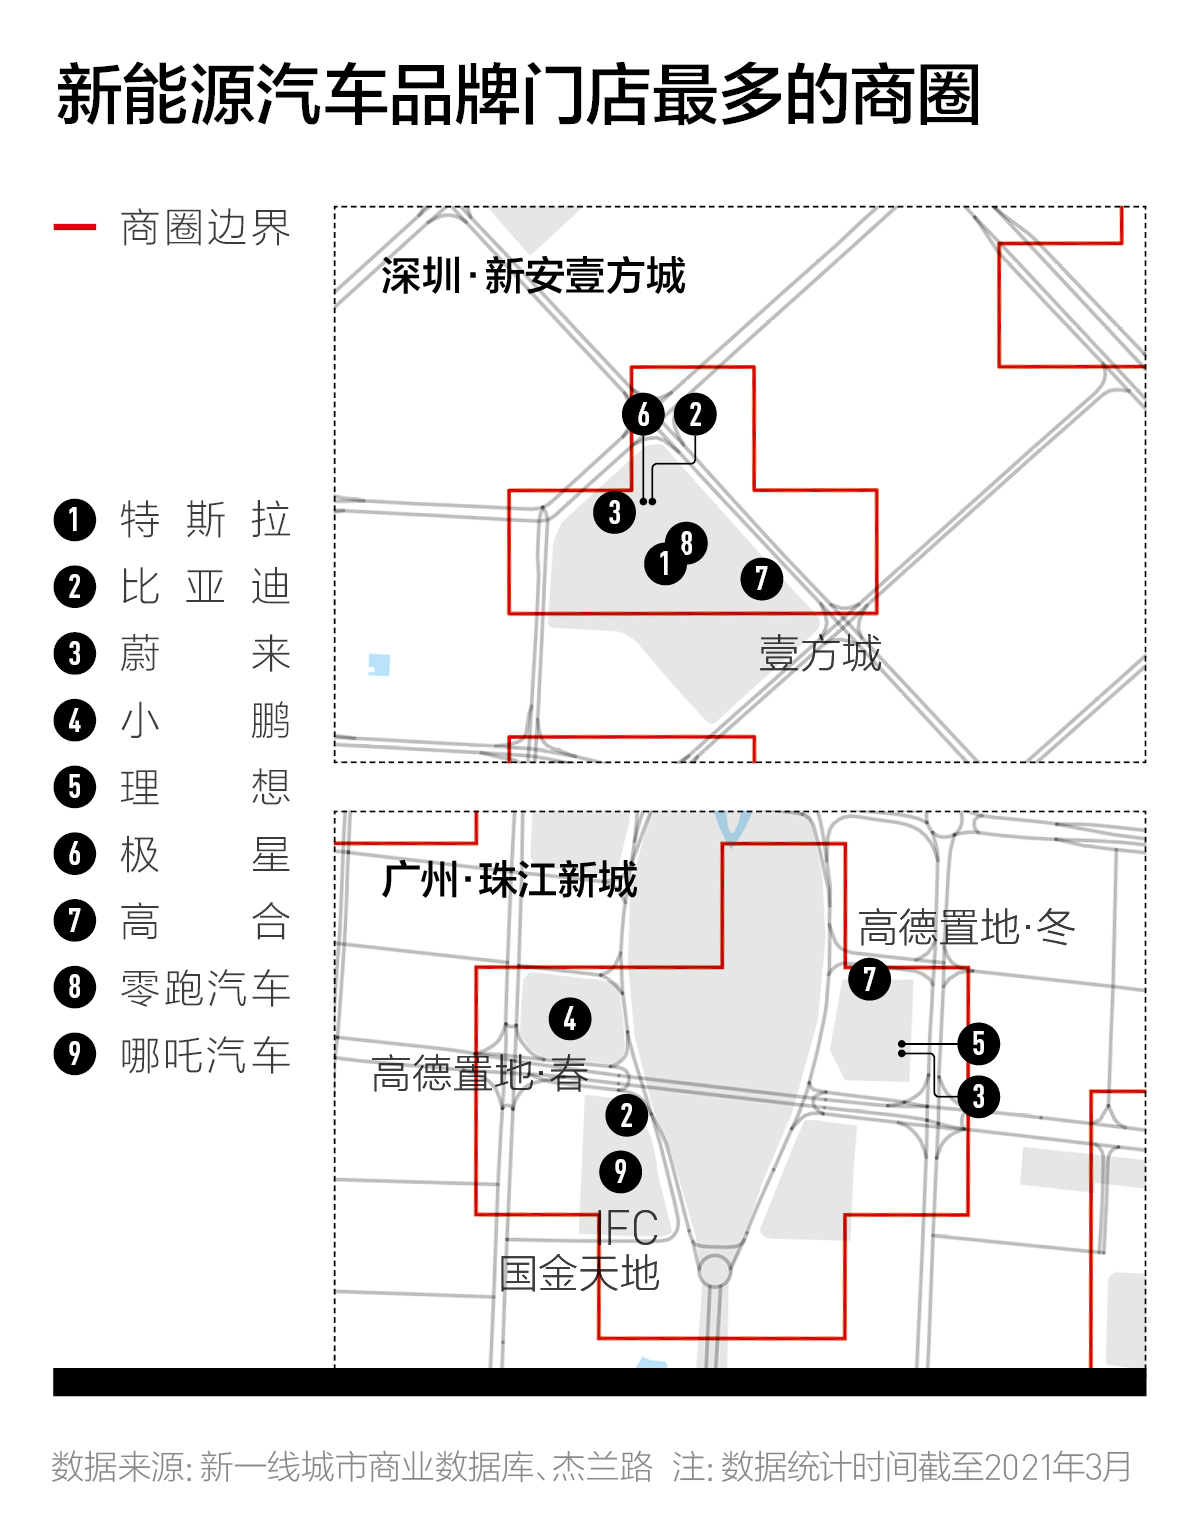 新能源汽车品牌门店最多的商圈
商圈边界
1 特斯拉
2 比亚迪
3 蔚来
4 小鹏
5 理想
6 极星
7 高合
8 零跑汽车
9 哪吒汽车
深圳·新安壹方城
6 2
3
8
1
7
壹方城
广州·珠江新城
高德置地·冬
7
4
5
高德置地·春
3
2
9
IFC
国金天地
数据来源:新一线城市商业数据库、杰兰路 注:数据统计时间截至2021年3月